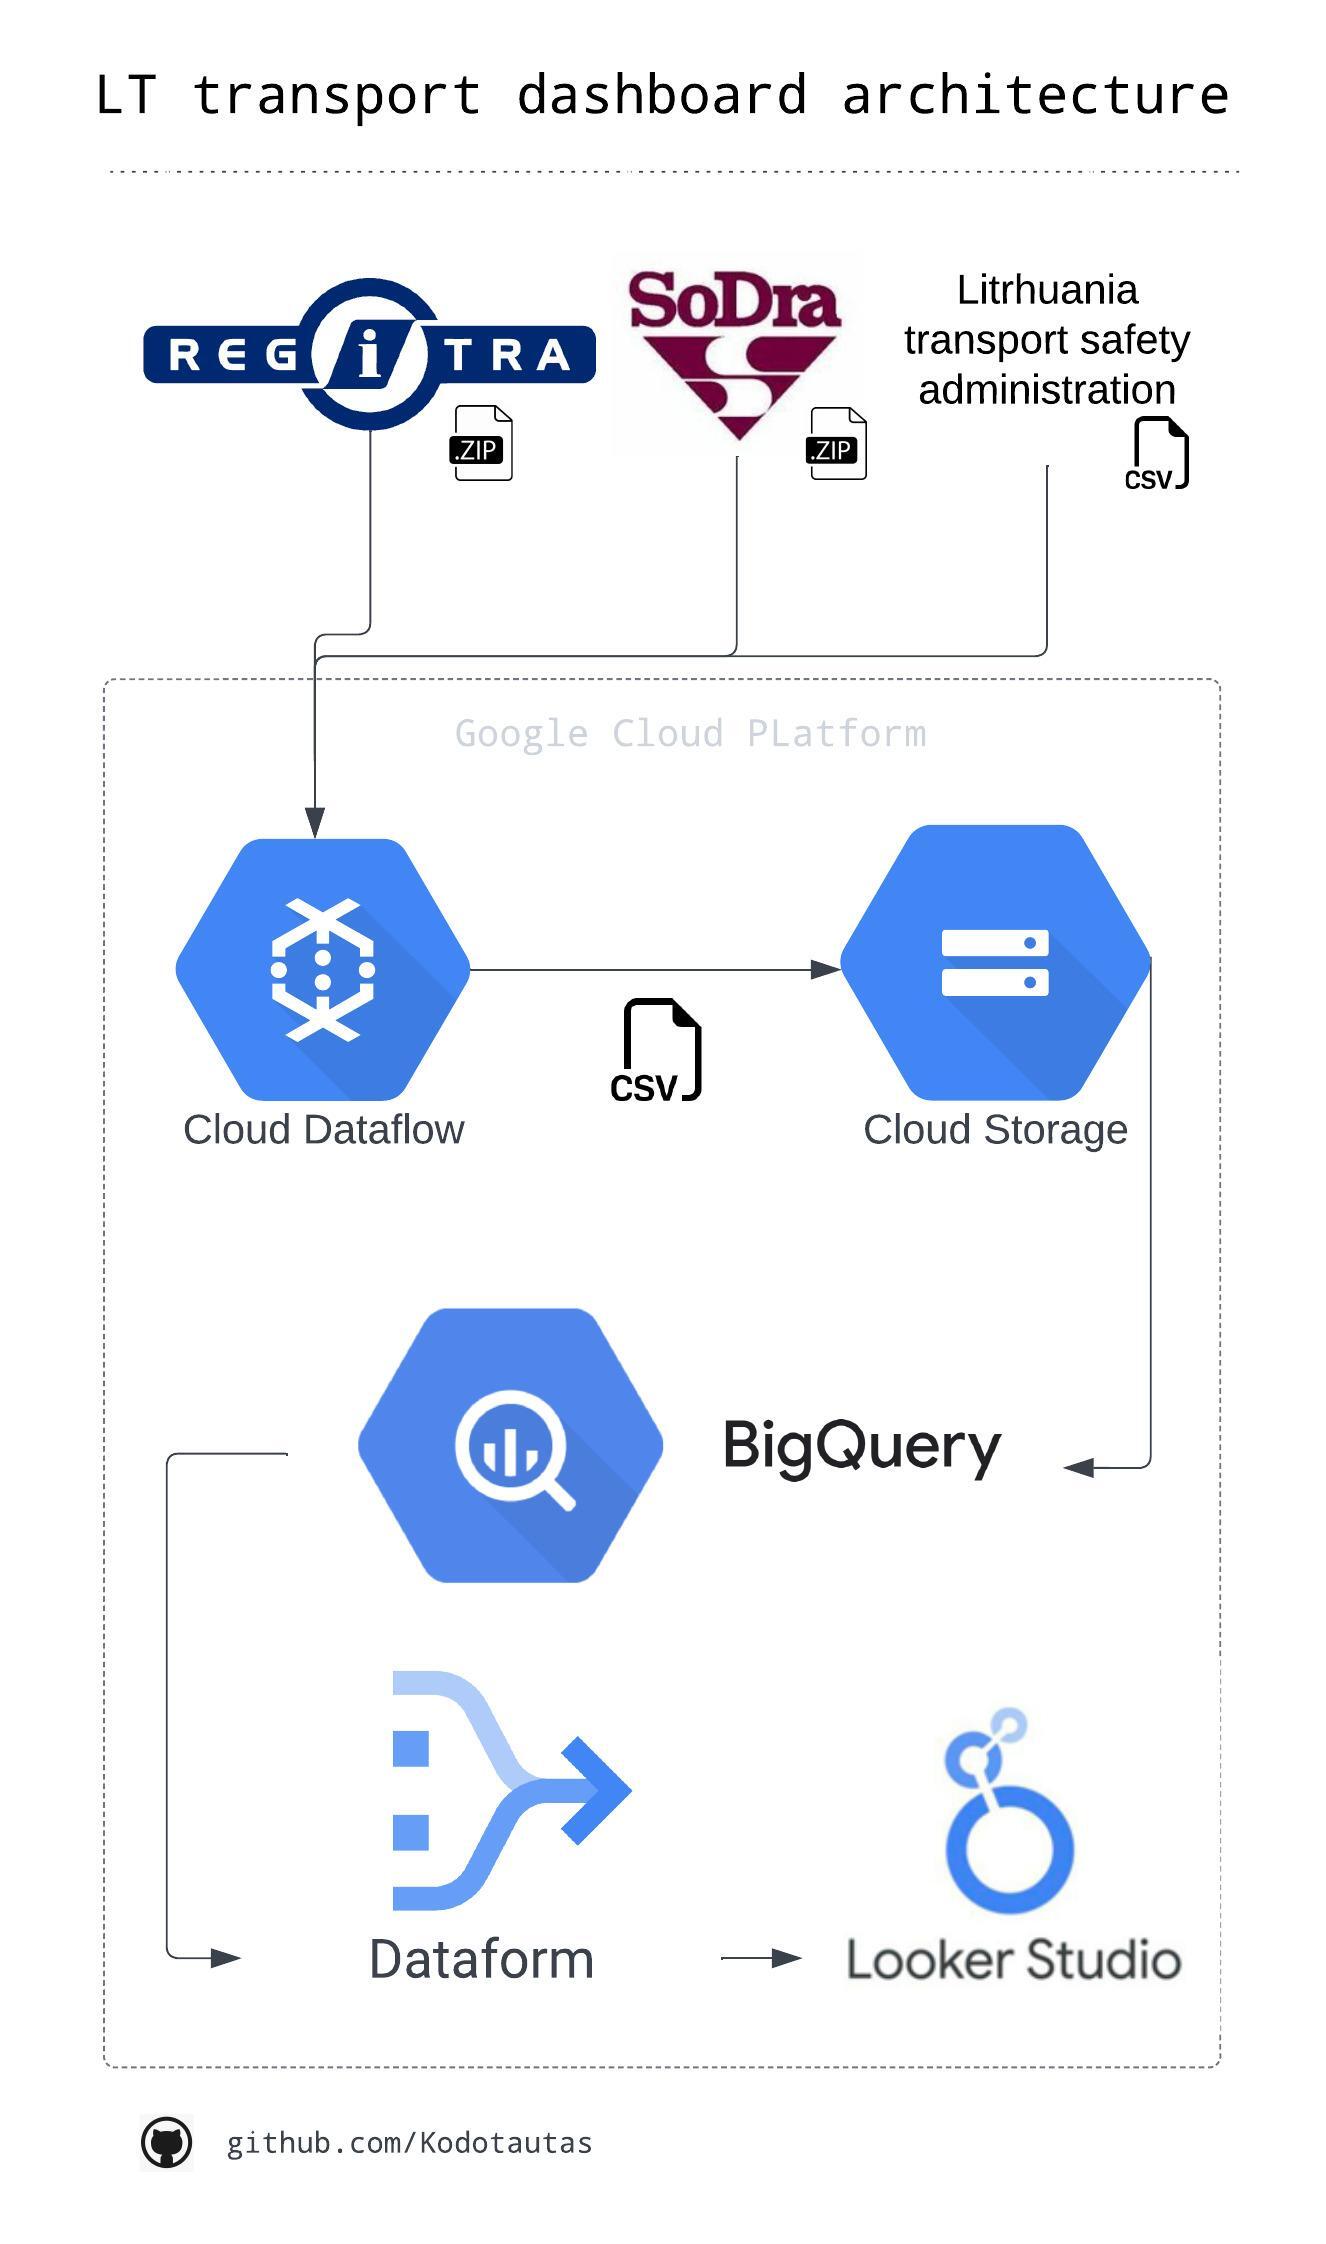 LT transport dashboard architecture
REGiTRA
SoDra
Litrhuania
transport safety
administration
.ZIP
.ZIP
CSV
Google Cloud PLatform
CSV
Cloud Dataflow
Cloud Storage
BigQuery
Dataform
Looker Studio
github.com/Kodotautas